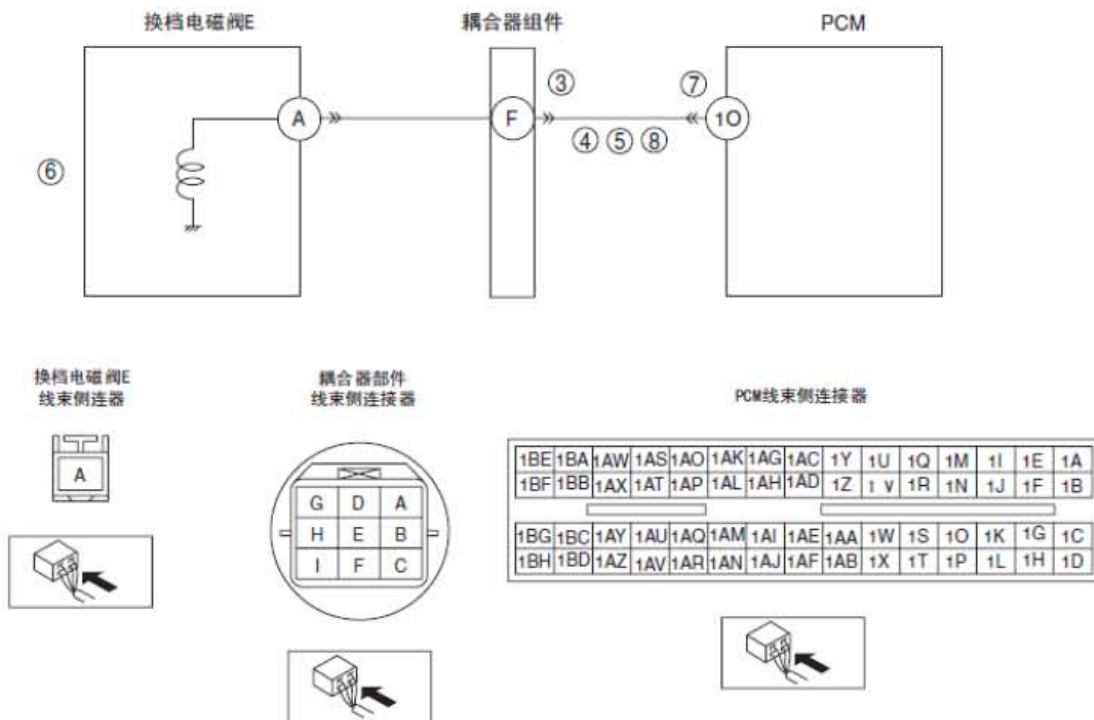 换档电磁阀E 耦合器组件 PCM
③ ⑦
A F 1O
④ ⑤ ⑧
⑥
换档电磁阀E
线束侧连器
耦合器部件
线束侧连接器
PCM线束侧连接器
A
G D A
H E B
I F C
1BE 1BA 1AW 1AS 1AO 1AK 1AG 1AC 1Y 1U 1Q 1M 1I 1E 1A
1BF 1BB 1AX 1AT 1AP 1AL 1AH 1AD 1Z 1V 1R 1N 1J 1F 1B
1BG 1BC 1AY 1AU 1AQ 1AM 1AI 1AE 1AA 1W 1S 1O 1K 1G 1C
1BH 1BD 1AZ 1AV 1AR 1AN 1AJ 1AF 1AB 1X 1T 1P 1L 1H 1D